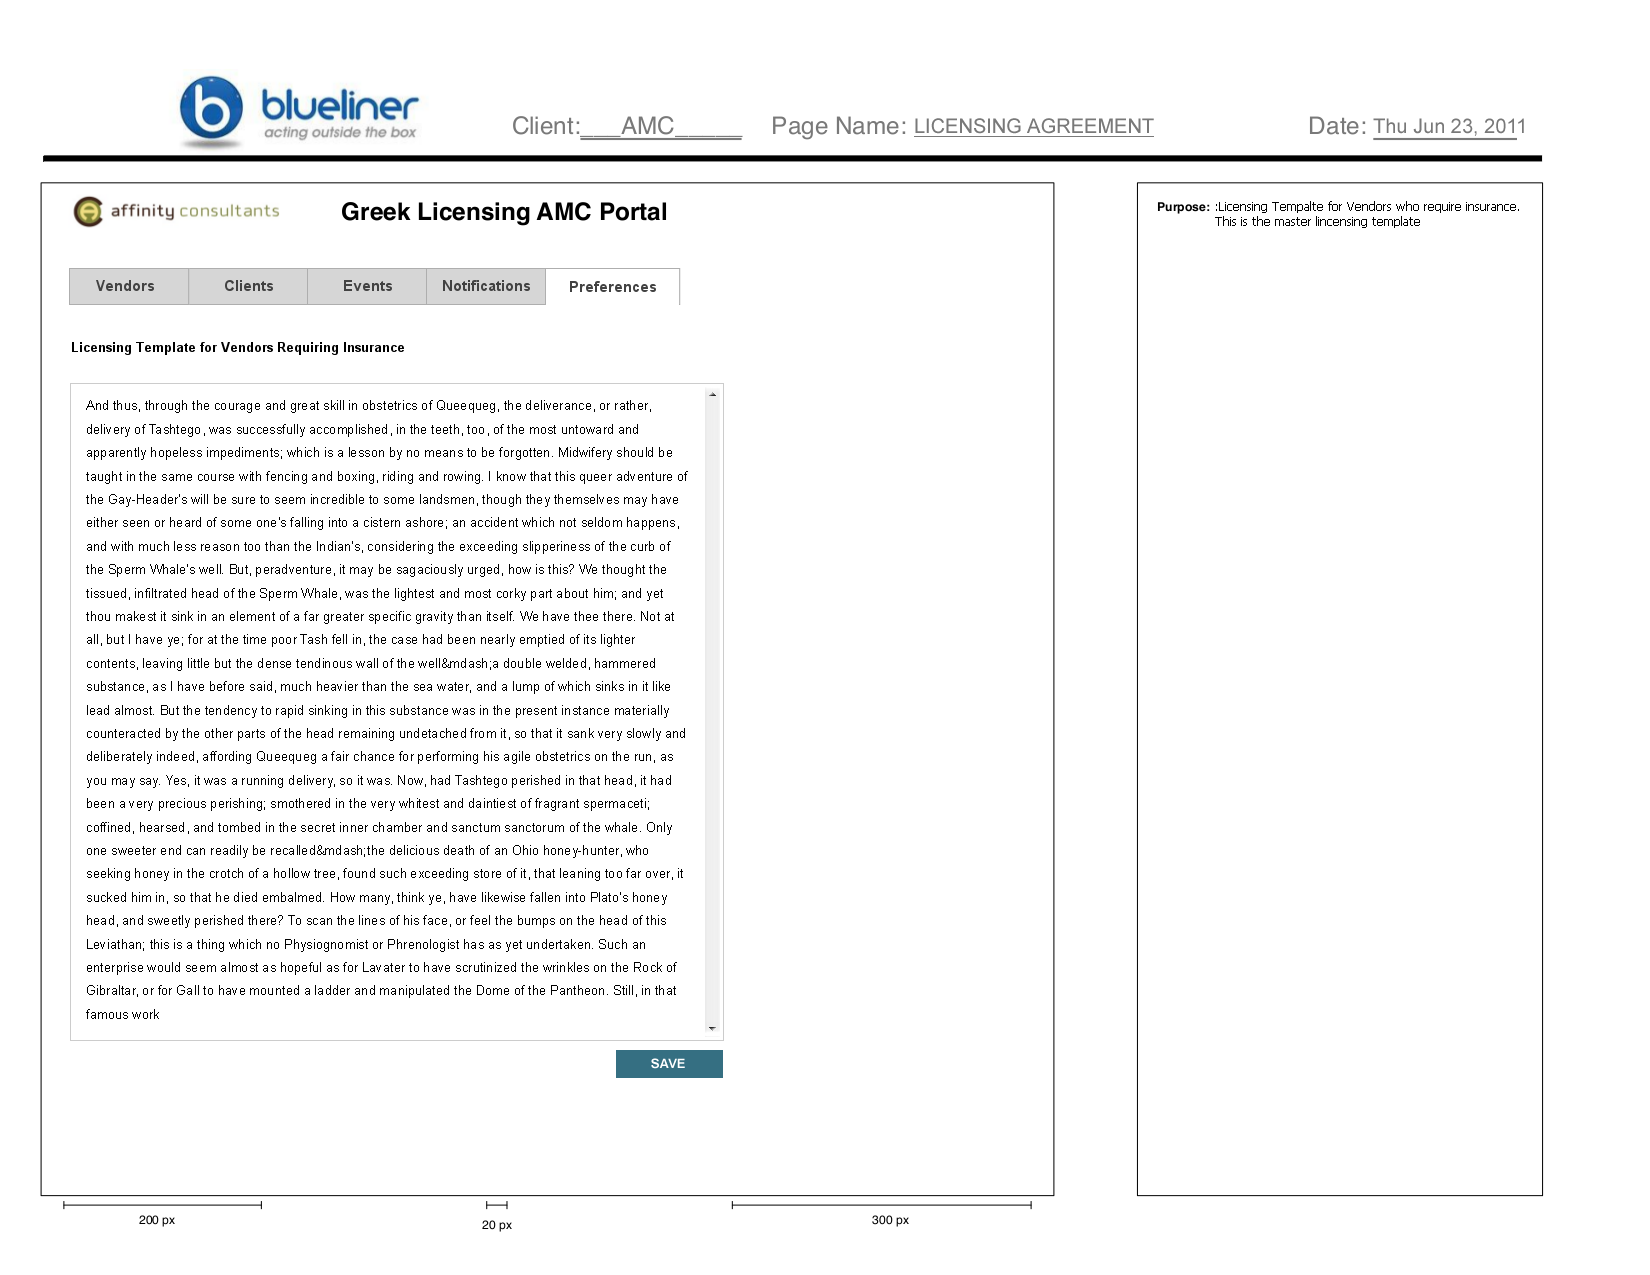 blueliner
acting outside the box
Client:___AMC_____ Page Name: LICENSING AGREEMENT Date: Thu Jun 23, 2011
affinity consultants
Greek Licensing AMC Portal
Vendors Clients Events Notifications Preferences
Licensing Template for Vendors Requiring Insurance
And thus, through the courage and great skill in obstetrics of Queequeg, the deliverance, or rather,
delivery of Tashtego, was successfully accomplished, in the teeth, too, of the most untoward and
apparently hopeless impediments; which is a lesson by no means to be forgotten. Midwifery should be
taught in the same course with fencing and boxing, riding and rowing. I know that this queer adventure of
the Gay-Header's will be sure to seem incredible to some landsmen, though they themselves may have
either seen or heard of some one's falling into a cistern ashore; an accident which not seldom happens,
and with much less reason too than the Indian's, considering the exceeding slipperiness of the curb of
the Sperm Whale's well. But, peradventure, it may be sagaciously urged, how is this? We thought the
tissued, infiltrated head of the Sperm Whale, was the lightest and most corky part about him; and yet
thou makest it sink in an element of a far greater specific gravity than itself. We have thee there. Not at
all, but I have ye; for at the time poor Tash fell in, the case had been nearly emptied of its lighter
contents, leaving little but the dense tendinous wall of the well&mdash;a double welded, hammered
substance, as I have before said, much heavier than the sea water, and a lump of which sinks in it like
lead almost. But the tendency to rapid sinking in this substance was in the present instance materially
counteracted by the other parts of the head remaining undetached from it, so that it sank very slowly and
deliberately indeed, affording Queequeg a fair chance for performing his agile obstetrics on the run, as
you may say. Yes, it was a running delivery, so it was. Now, had Tashtego perished in that head, it had
been a very precious perishing; smothered in the very whitest and daintiest of fragrant spermaceti;
coffined, hearsed, and tombed in the secret inner chamber and sanctum sanctorum of the whale. Only
one sweeter end can readily be recalled&mdash;the delicious death of an Ohio honey-hunter, who
seeking honey in the crotch of a hollow tree, found such exceeding store of it, that leaning too far over, it
sucked him in, so that he died embalmed. How many, think ye, have likewise fallen into Plato's honey
head, and sweetly perished there? To scan the lines of his face, or feel the bumps on the head of this
Leviathan; this is a thing which no Physiognomist or Phrenologist has as yet undertaken. Such an
enterprise would seem almost as hopeful as for Lavater to have scrutinized the wrinkles on the Rock of
Gibraltar, or for Gall to have mounted a ladder and manipulated the Dome of the Pantheon. Still, in that
famous work
SAVE
Purpose: :Licensing Tempalte for Vendors who require insurance.
This is the master lincensing template
200 px
20 px
300 px